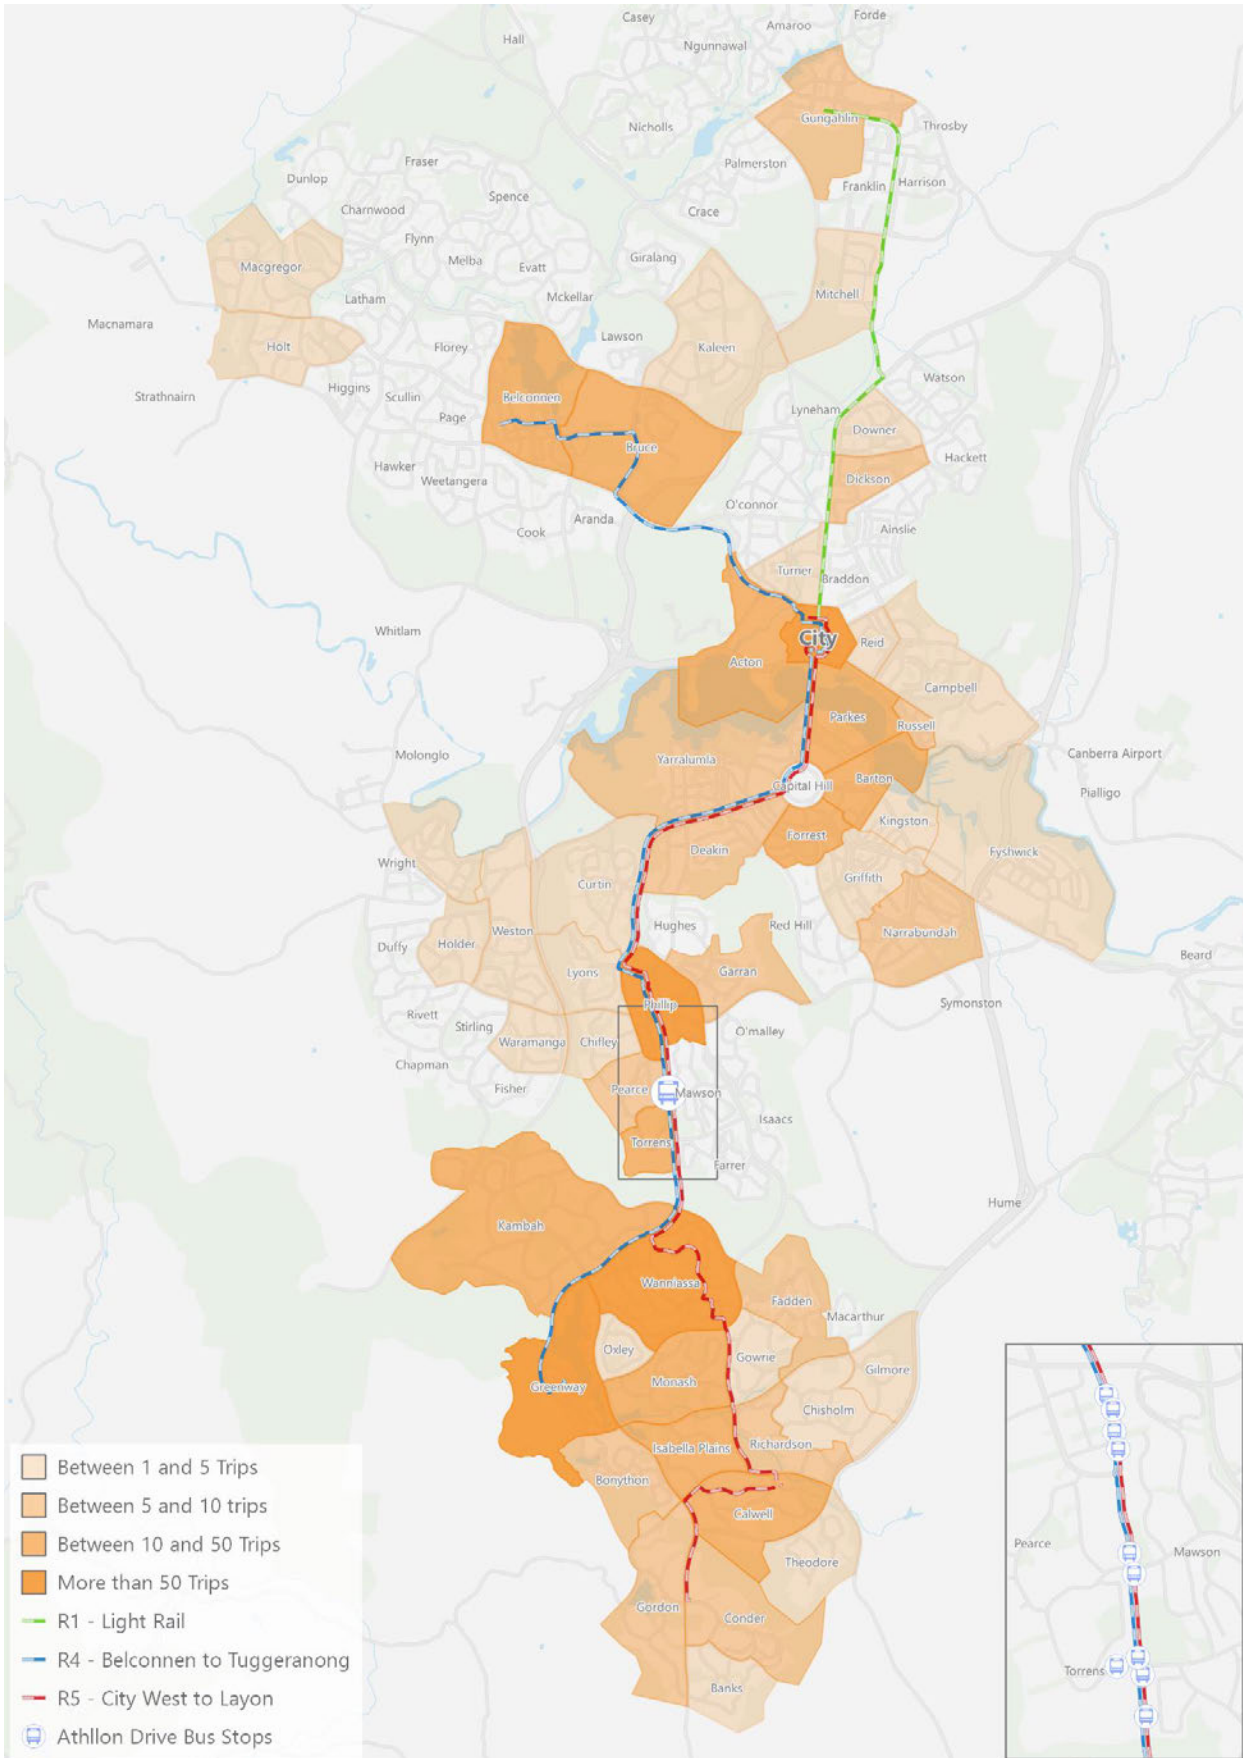 Casey
Amaroo
Forde
Hall
Ngunnawal
Gungahlin
Throsby
Nicholls
Palmerston
Fraser
Dunlop
Spence
Franklin
Harrison
Charnwood
Crace
Flynn
Melba
Evatt
Giralang
Macgregor
Mckellar
Mitchell
Latham
Macnamara
Lawson
Holt
Florey
Kaleen
Watson
Higgins
Scullin
Belconnen
Strathnairn
Page
Lyneham
Downer
Bruce
Hackett
Hawker
Weetangera
Dickson
O'connor
Aranda
Cook
Ainslie
Turner
Braddon
Whitlam
City
Reid
Acton
Campbell
Parkes
Russell
Molonglo
Yarralumla
Canberra Airport
Capital Hill
Barton
Pialligo
Kingston
Forrest
Deakin
Fyshwick
Wright
Curtin
Griffith
Hughes
Red Hill
Narrabundah
Duffy
Holder
Weston
Beard
Lyons
Garran
Phillip
Symonston
Rivett
Stirling
O'malley
Waramanga
Chifley
Chapman
Fisher
Pearce
Mawson
Isaacs
Torrens
Farrer
Hume
Kambah
Wanniassa
Fadden
Macarthur
Oxley
Gowrie
Gilmore
Greenway
Monash
Chisholm
Isabella Plains
Richardson
Bonython
Calwell
Theodore
Gordon
Conder
Banks
Pearce
Mawson
Torrens
Between 1 and 5 Trips
Between 5 and 10 trips
Between 10 and 50 Trips
More than 50 Trips
R1 - Light Rail
R4 - Belconnen to Tuggeranong
R5 - City West to Layon
Athllon Drive Bus Stops